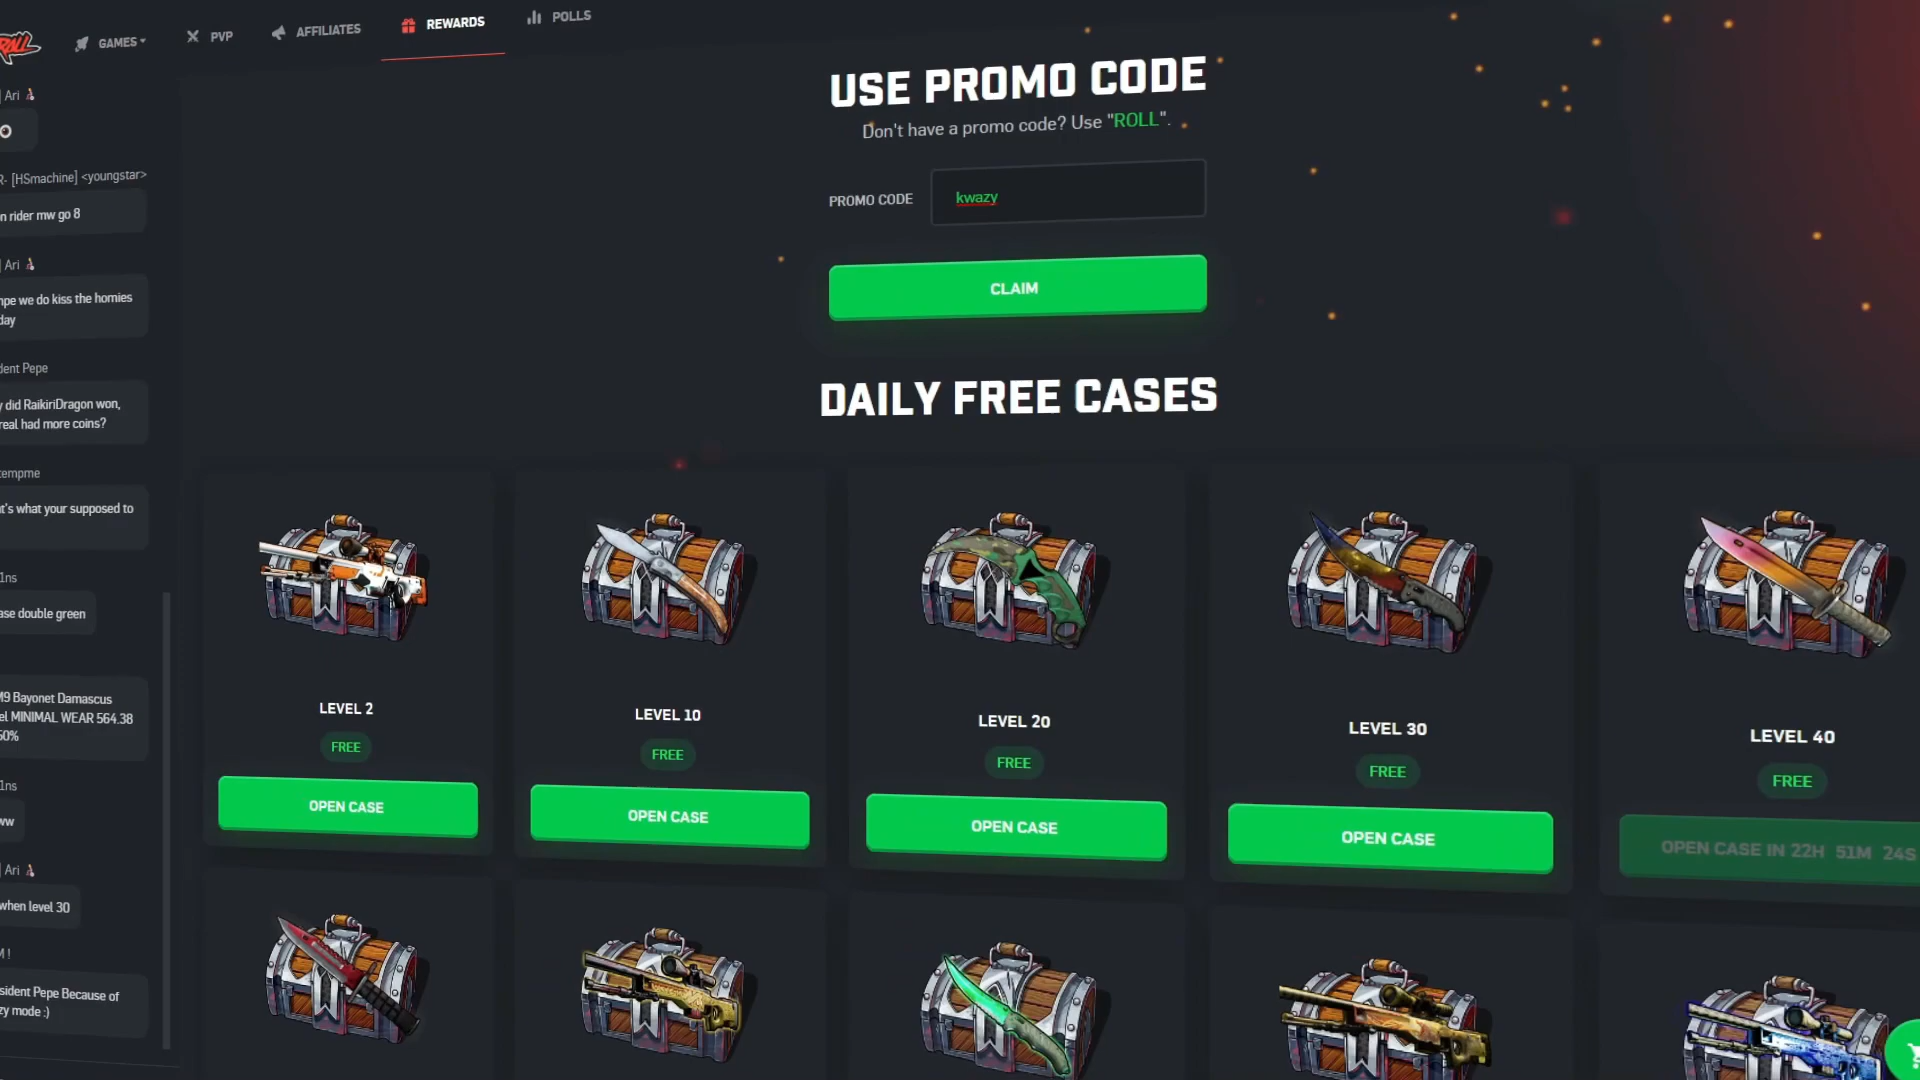 GAMES
PVP
AFFILIATES
REWARDS
POLLS
USE PROMO CODE
Don't have a promo code? Use "ROLL".
PROMO CODE
kwazy
CLAIM
DAILY FREE CASES
LEVEL 2
FREE
OPEN CASE
LEVEL 10
FREE
OPEN CASE
LEVEL 20
FREE
OPEN CASE
LEVEL 30
FREE
OPEN CASE
LEVEL 40
FREE
OPEN CASE IN 22H 51M 24S
Ari
[HSmachine] <youngstar>
rider mw go 8
Ari
we do kiss the homies
Pepe
did RaikiriDragon won,
had more coins?
what your supposed to
double green
Bayonet Damascus
MINIMAL WEAR 564.38
Ari
when level 30
Pepe Because of
mode :)